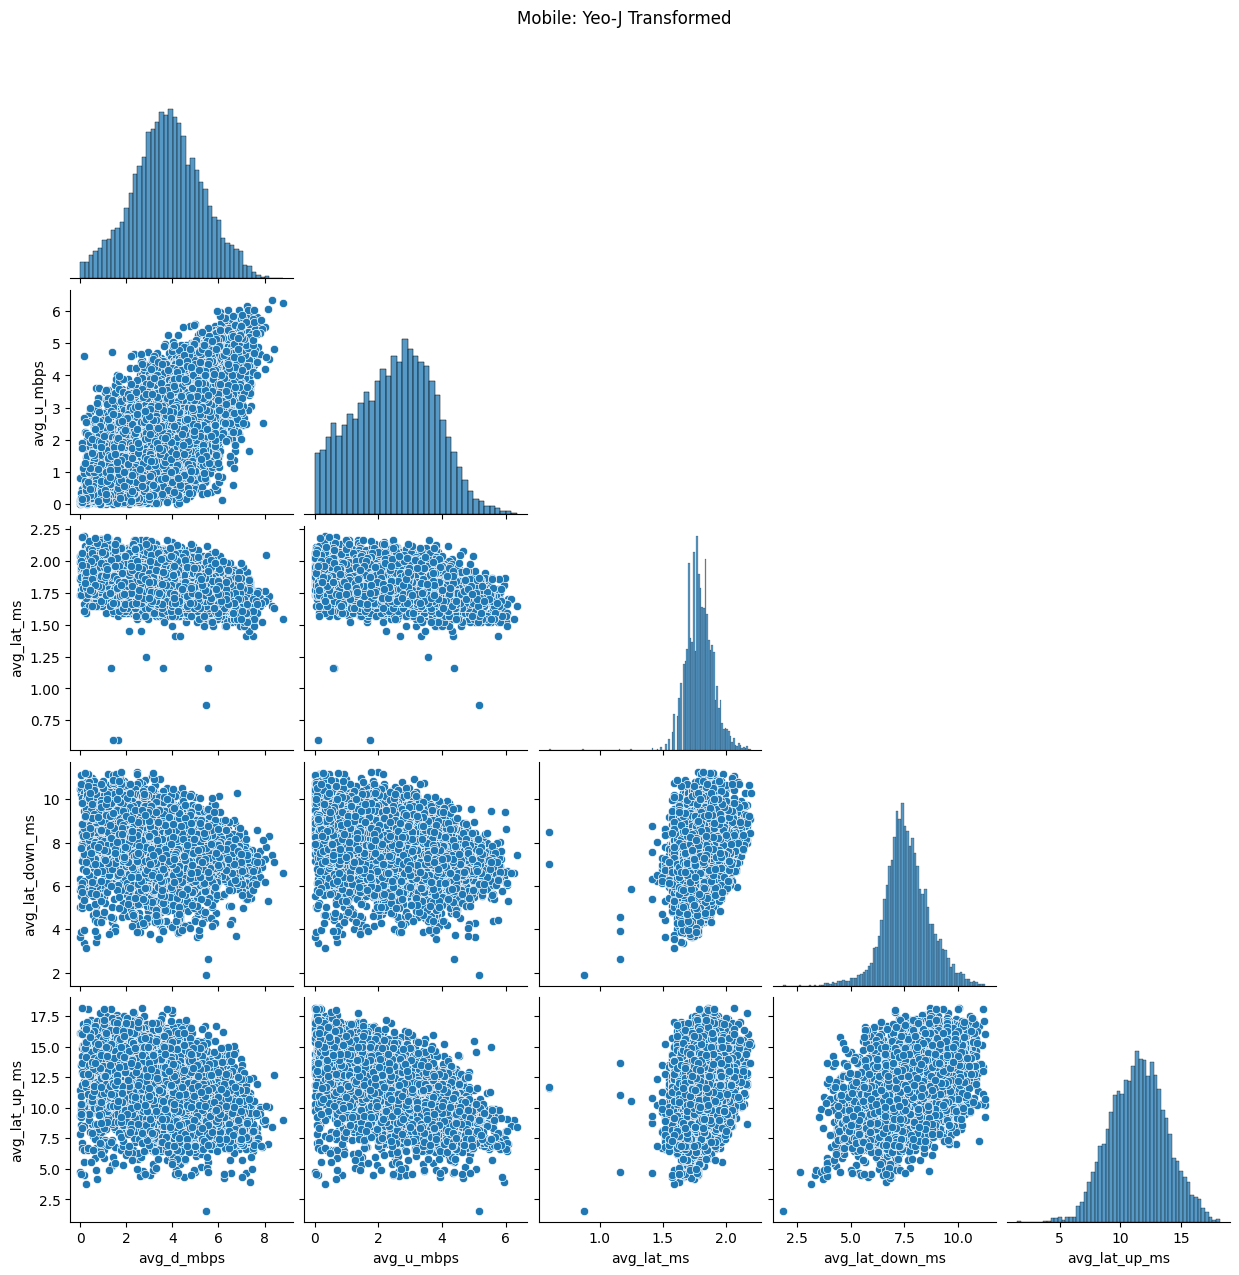 Mobile: Yeo-J Transformed
avg_u_mbps
6
5
4
3
2
1
0
avg_lat_ms
2.25
2.00
1.75
1.50
1.25
1.00
0.75
avg_lat_down_ms
10
8
6
4
2
avg_lat_up_ms
17.5
15.0
12.5
10.0
7.5
5.0
2.5
0 2 4 6 8
0 2 4 6
1.0 1.5 2.0
2.5 5.0 7.5 10.0
5 10 15
avg_d_mbps avg_u_mbps avg_lat_ms avg_lat_down_ms avg_lat_up_ms